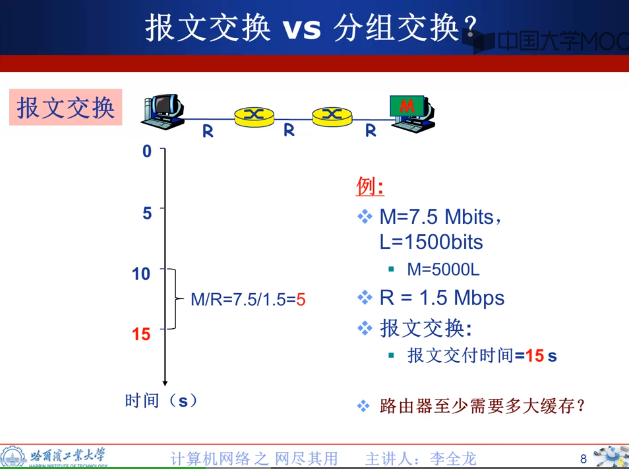 报文交换 vs 分组交换?
中国大学MOO
报文交换
M
R R R
0
5
10
15
M/R=7.5/1.5=5
时间（s）
例:
M=7.5 Mbits，
L=1500bits
M=5000L
R = 1.5 Mbps
报文交换:
报文交付时间=15 s
路由器至少需要多大缓存？
哈尔滨工业大学
HARBIN INSTITUTE OF TECHNOLOGY
计算机网络 之 网尽其用 主讲人：李全龙
8